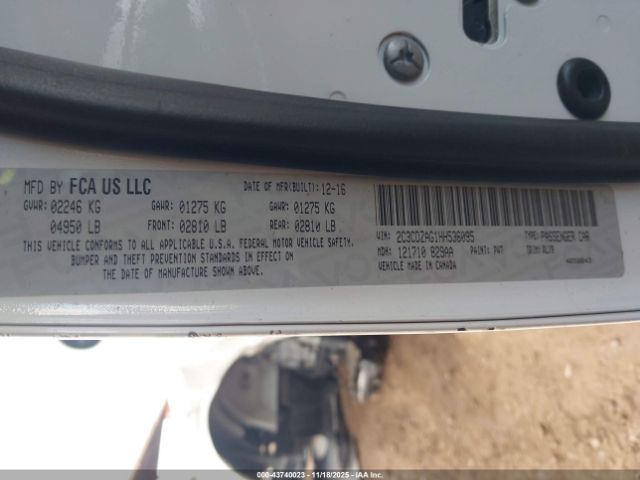 MFD BY FCA US LLC
DATE OF MFR(BUILT): 12-16
GVWR: 02246 KG
GAWR: 01275 KG
GAWR: 01275 KG
04950 LB
FRONT: 02810 LB
REAR: 02810 LB
THIS VEHICLE CONFORMS TO ALL APPLICABLE U.S.A. FEDERAL MOTOR VEHICLE SAFETY,
BUMPER AND THEFT PREVENTION STANDARDS IN EFFECT ON
THE DATE OF MANUFACTURE SHOWN ABOVE.
VIN: 2C3CDZAG1HH536095
TYPE: PASSENGER CAR
MDH: 121710 829AA
PAINT: PW7
TRIM: RLX9
VEHICLE MADE IN CANADA
000-43740023 - 11/18/2025 - IAA Inc.